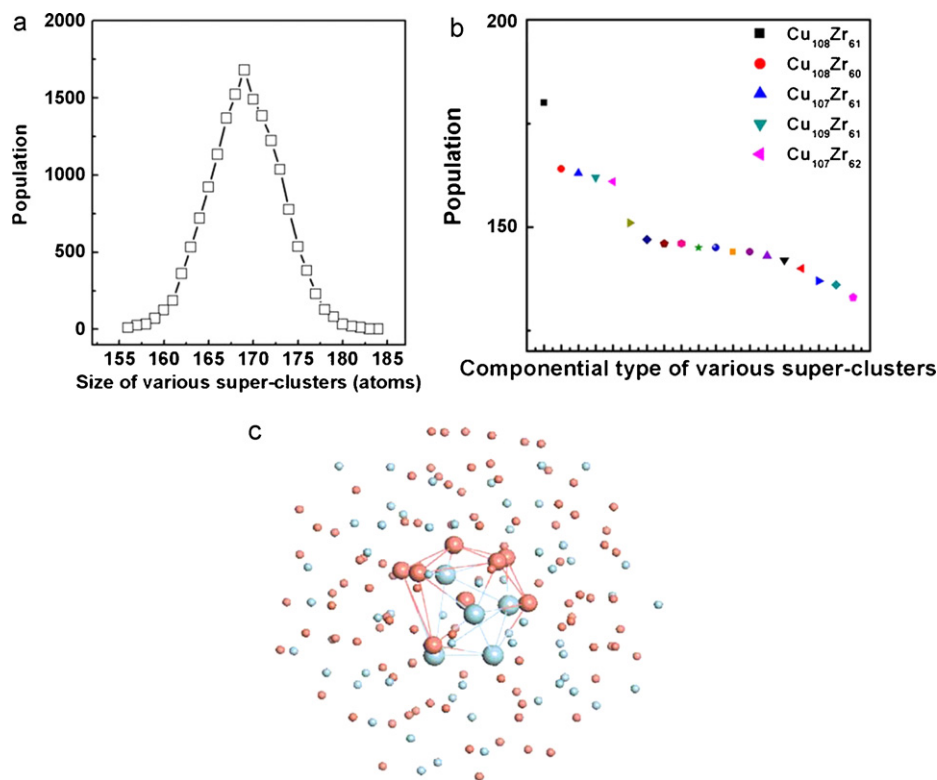 a
2000
1500
1000
500
0
Population
155 160 165 170 175 180 185
Size of various super-clusters (atoms)
b
200
150
Population
Cu108Zr61
Cu108Zr60
Cu107Zr61
Cu109Zr61
Cu107Zr62
Componential type of various super-clusters
c